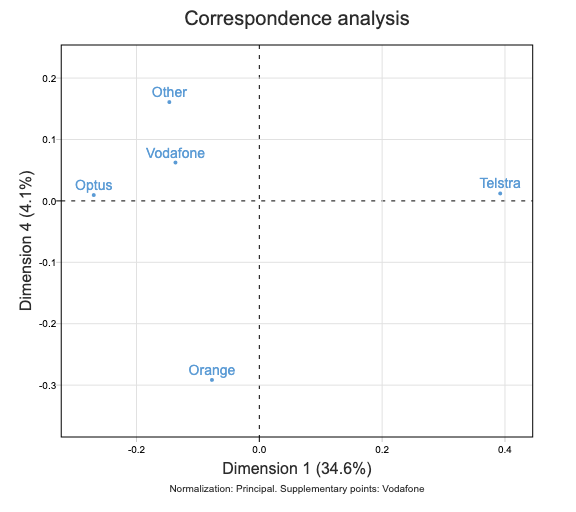 Correspondence analysis
0.2
0.1
0.0
-0.1
-0.2
-0.3
Dimension 4 (4.1%)
Other
Vodafone
Optus
Telstra
Orange
-0.2
0.0
0.2
0.4
Dimension 1 (34.6%)
Normalization: Principal. Supplementary points: Vodafone